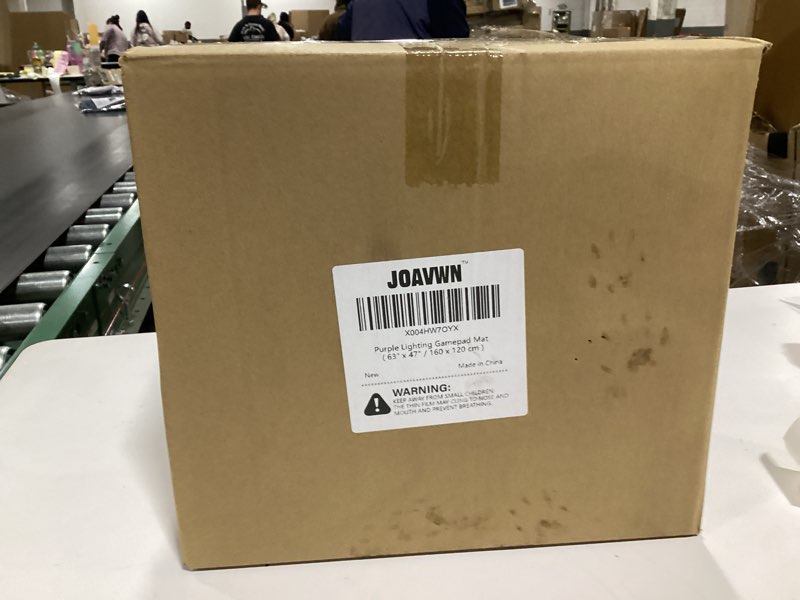 JOAVWN™
X004HW7OYX
Purple Lighting Gamepad Mat
( 63" x 47" / 160 x 120 cm )
New
Made in China
WARNING:
KEEP AWAY FROM SMALL CHILDREN.
THE THIN FILM MAY CLING TO NOSE AND
MOUTH AND PREVENT BREATHING.